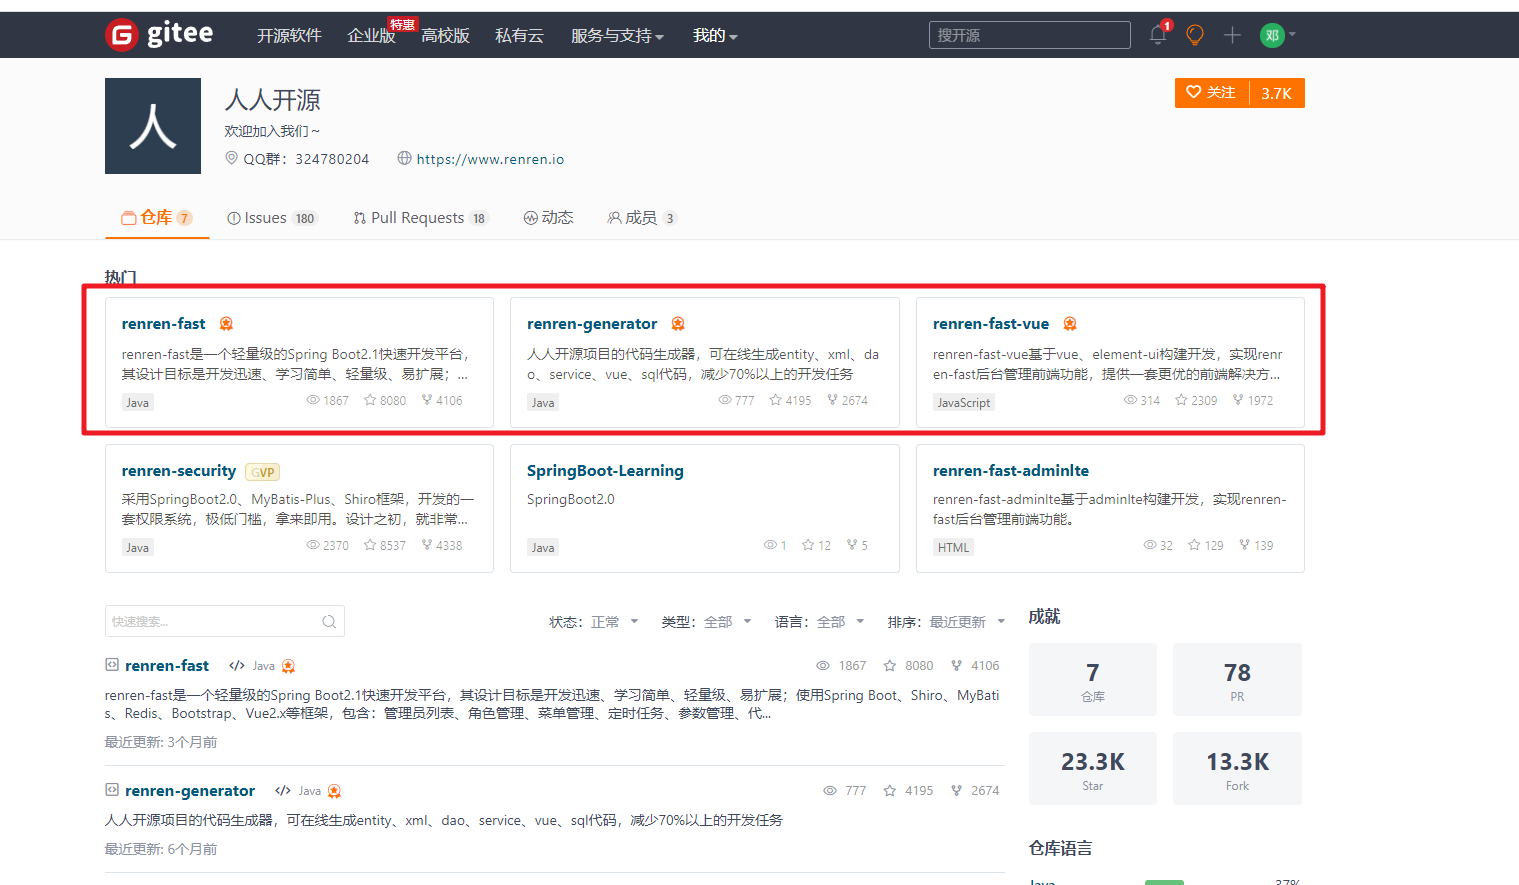 gitee 开源软件 企业版 特惠 高校版 私有云 服务与支持 我的 搜开源 1 邓
人
人人开源
欢迎加入我们～
QQ群：324780204 https://www.renren.io
关注 3.7K
仓库 7 Issues 180 Pull Requests 18 动态 成员 3
热门
renren-fast
renren-fast是一个轻量级的Spring Boot2.1快速开发平台，
其设计目标是开发迅速、学习简单、轻量级、易扩展；...
Java 1867 8080 4106
renren-generator
人人开源项目的代码生成器，可在线生成entity、xml、da
o、service、vue、sql代码，减少70%以上的开发任务
Java 777 4195 2674
renren-fast-vue
renren-fast-vue基于vue、element-ui构建开发，实现renr
en-fast后台管理前端功能，提供一套更优的前端解决方...
JavaScript 314 2309 1972
renren-security GVP
采用SpringBoot2.0、MyBatis-Plus、Shiro框架，开发的一
套权限系统，极低门槛，拿来即用。设计之初，就非常...
Java 2370 8537 4338
SpringBoot-Learning
SpringBoot2.0
Java 1 12 5
renren-fast-adminlte
renren-fast-adminlte基于adminlte构建开发，实现renren-
fast后台管理前端功能。
HTML 32 129 139
快速搜索... 状态：正常 类型：全部 语言：全部 排序：最近更新
renren-fast </> Java 1867 8080 4106
renren-fast是一个轻量级的Spring Boot2.1快速开发平台，其设计目标是开发迅速、学习简单、轻量级、易扩展；使用Spring Boot、Shiro、MyBati
s、Redis、Bootstrap、Vue2.x等框架，包含：管理员列表、角色管理、菜单管理、定时任务、参数管理、代...
最近更新: 3个月前
renren-generator </> Java 777 4195 2674
人人开源项目的代码生成器，可在线生成entity、xml、dao、service、vue、sql代码，减少70%以上的开发任务
最近更新: 6个月前
成就
7
仓库
78
PR
23.3K
Star
13.3K
Fork
仓库语言
Java 37%